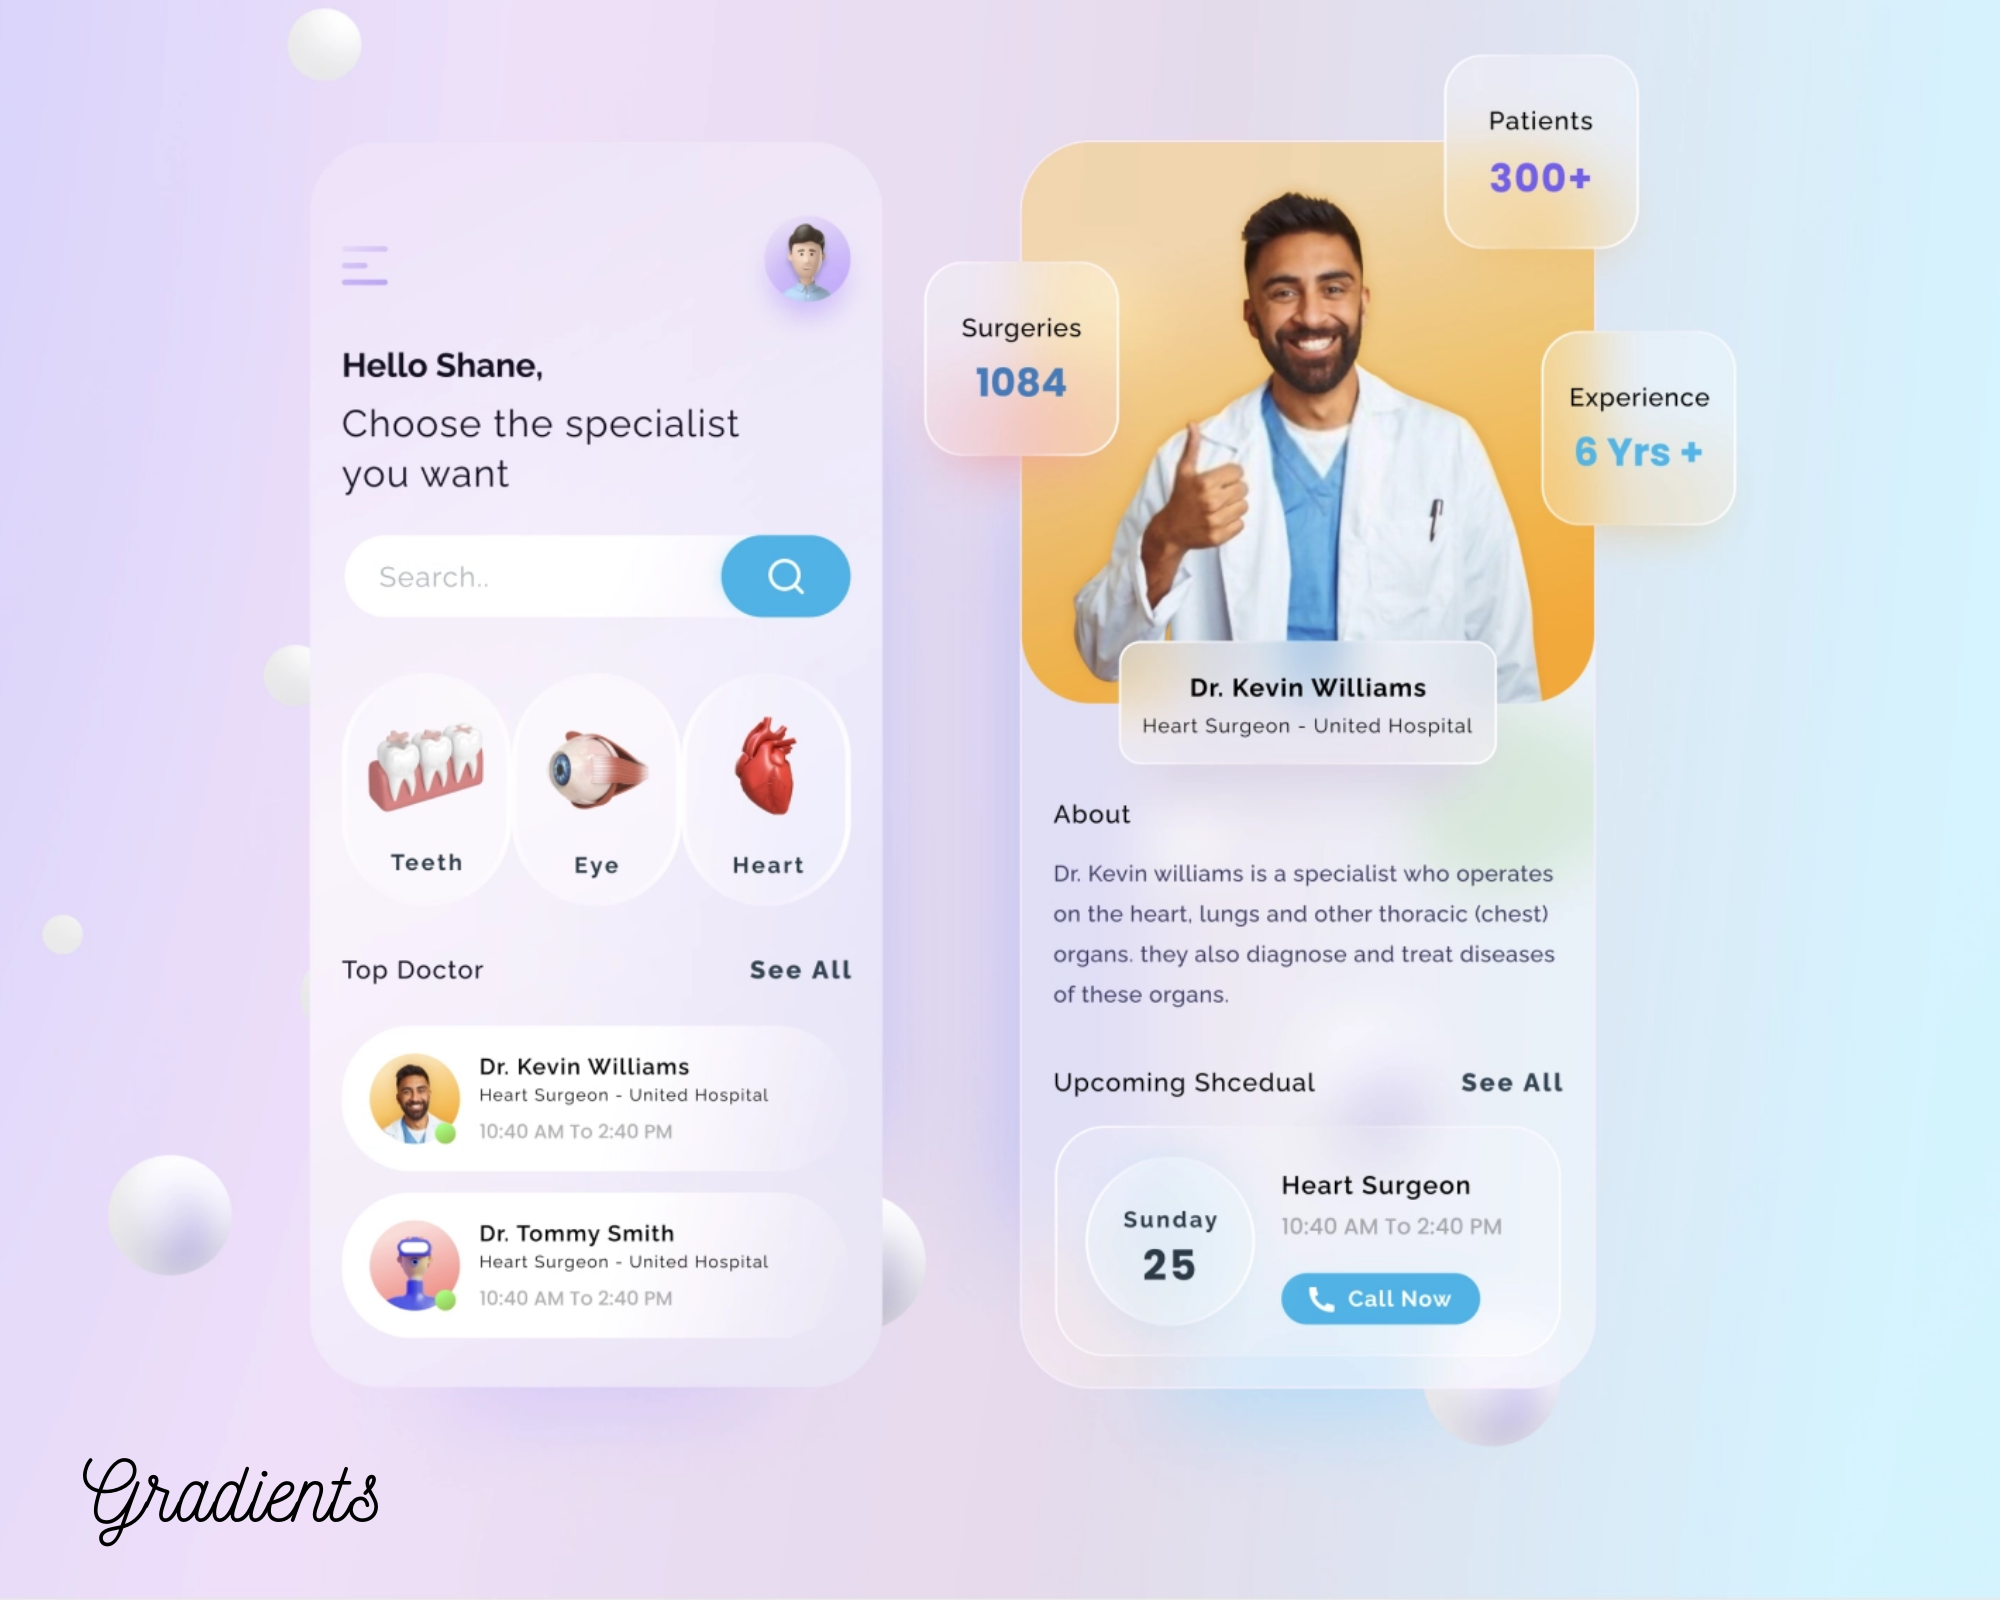 Hello Shane,
Choose the specialist
you want
Search..
Teeth
Eye
Heart
Top Doctor
See All
Dr. Kevin Williams
Heart Surgeon - United Hospital
10:40 AM To 2:40 PM
Dr. Tommy Smith
Heart Surgeon - United Hospital
10:40 AM To 2:40 PM
Patients
300+
Surgeries
1084
Experience
6 Yrs +
Dr. Kevin Williams
Heart Surgeon - United Hospital
About
Dr. Kevin williams is a specialist who operates
on the heart, lungs and other thoracic (chest)
organs. they also diagnose and treat diseases
of these organs.
Upcoming Shcedual
See All
Sunday
25
Heart Surgeon
10:40 AM To 2:40 PM
Call Now
Gradients